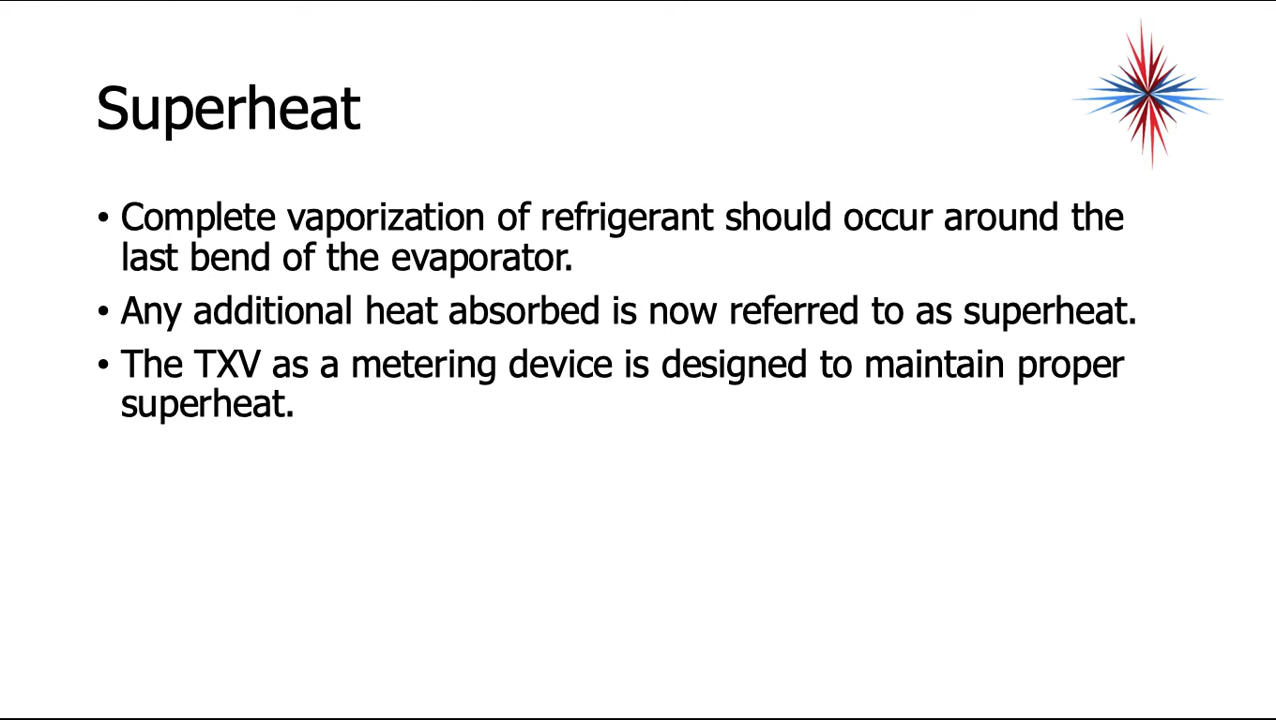 Superheat
• Complete vaporization of refrigerant should occur around the
last bend of the evaporator.
• Any additional heat absorbed is now referred to as superheat.
• The TXV as a metering device is designed to maintain proper
superheat.